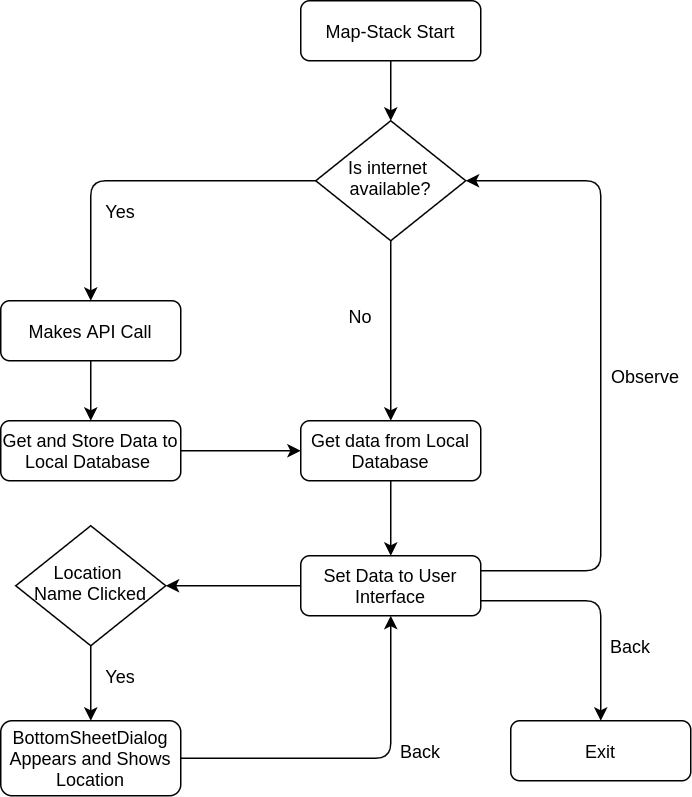 Map-Stack Start
Is internet
available?
Yes
No
Makes API Call
Observe
Get and Store Data to
Local Database
Get data from Local
Database
Location
Name Clicked
Set Data to User
Interface
Yes
Back
BottomSheetDialog
Appears and Shows
Location
Back
Exit